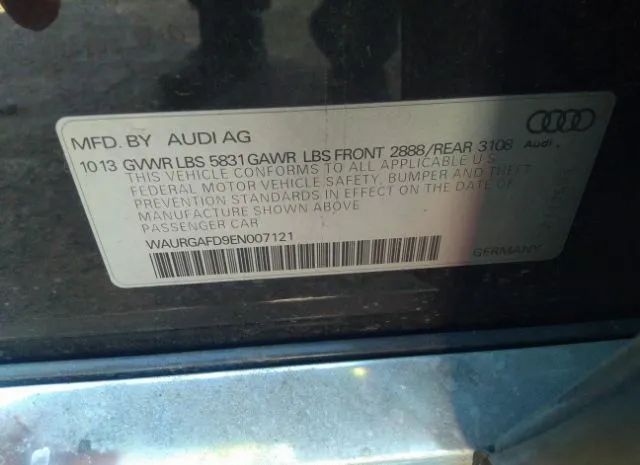 MFD. BY AUDI AG
Audi
10 13 GVWR LBS 5831 GAWR LBS FRONT 2888/REAR 3108
THIS VEHICLE CONFORMS TO ALL APPLICABLE U.S.
FEDERAL MOTOR VEHICLE SAFETY, BUMPER AND THEFT
PREVENTION STANDARDS IN EFFECT ON THE DATE OF
MANUFACTURE SHOWN ABOVE
PASSENGER CAR
WAURGAFD9EN007121
GERMANY